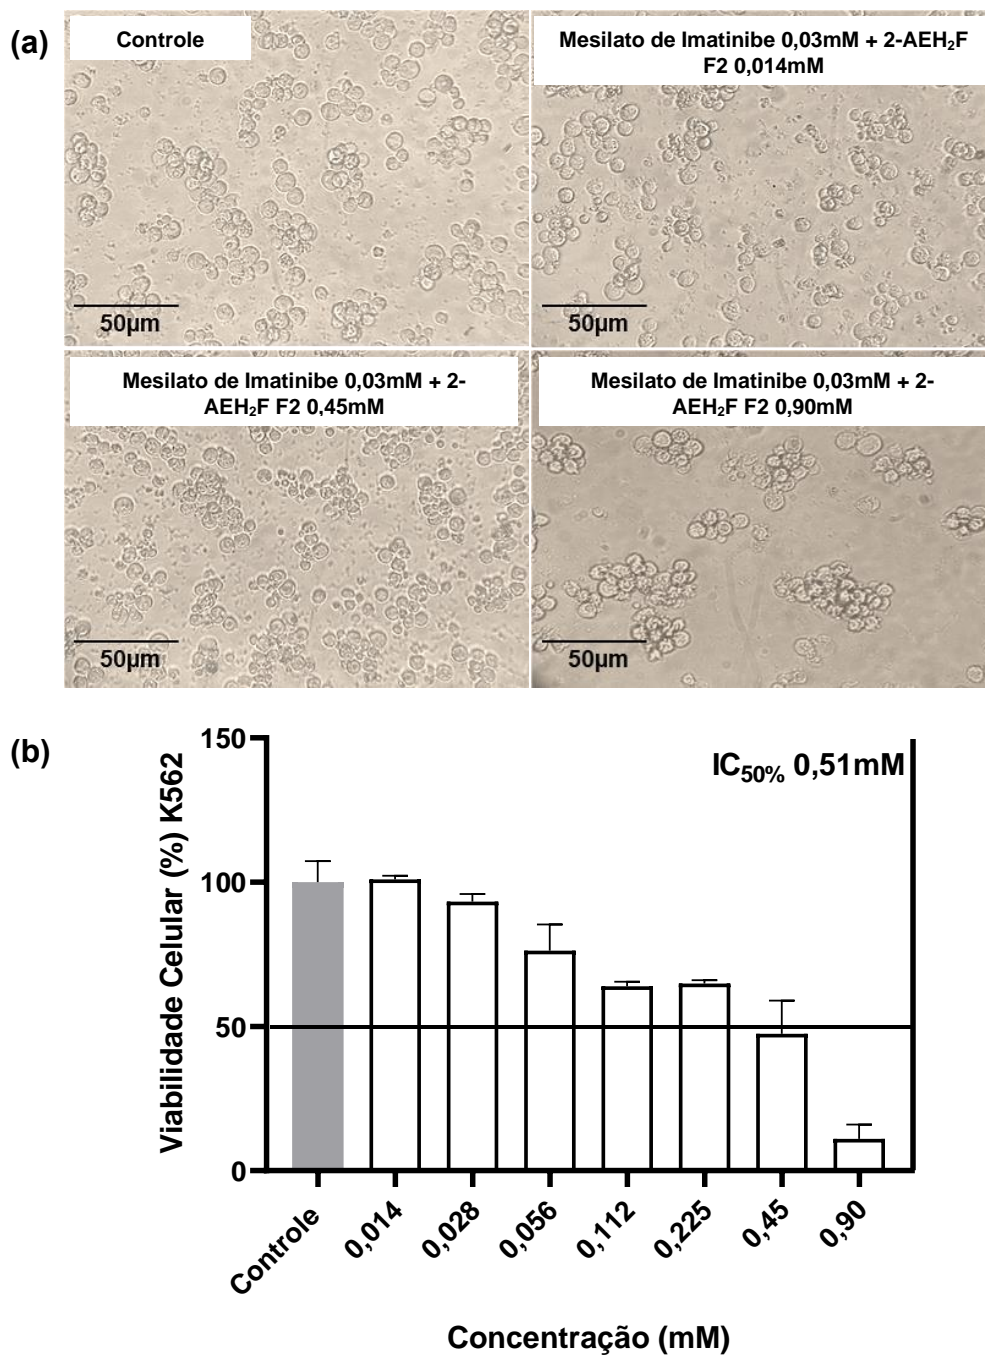 (a)
Controle
Mesilato de Imatinibe 0,03mM + 2-AEH₂F
F2 0,014mM
50µm
50µm
Mesilato de Imatinibe 0,03mM + 2-
AEH₂F F2 0,45mM
Mesilato de Imatinibe 0,03mM + 2-
AEH₂F F2 0,90mM
50µm
50µm
(b)
Viabilidade Celular (%) K562
150
100
50
0
IC50% 0,51mM
Controle
0,014
0,028
0,056
0,112
0,225
0,45
0,90
Concentração (mM)